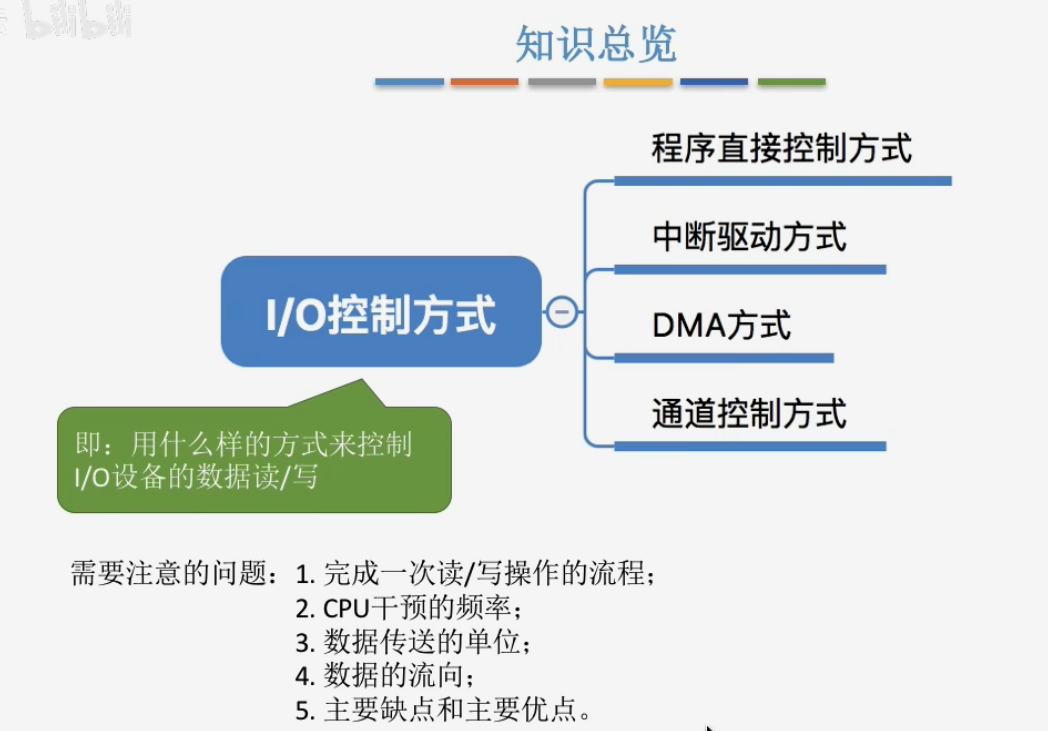 bilibili
知识总览
程序直接控制方式
中断驱动方式
I/O控制方式
DMA方式
通道控制方式
即：用什么样的方式来控制
I/O设备的数据读/写
需要注意的问题：1. 完成一次读/写操作的流程；
2. CPU干预的频率；
3. 数据传送的单位；
4. 数据的流向；
5. 主要缺点和主要优点。